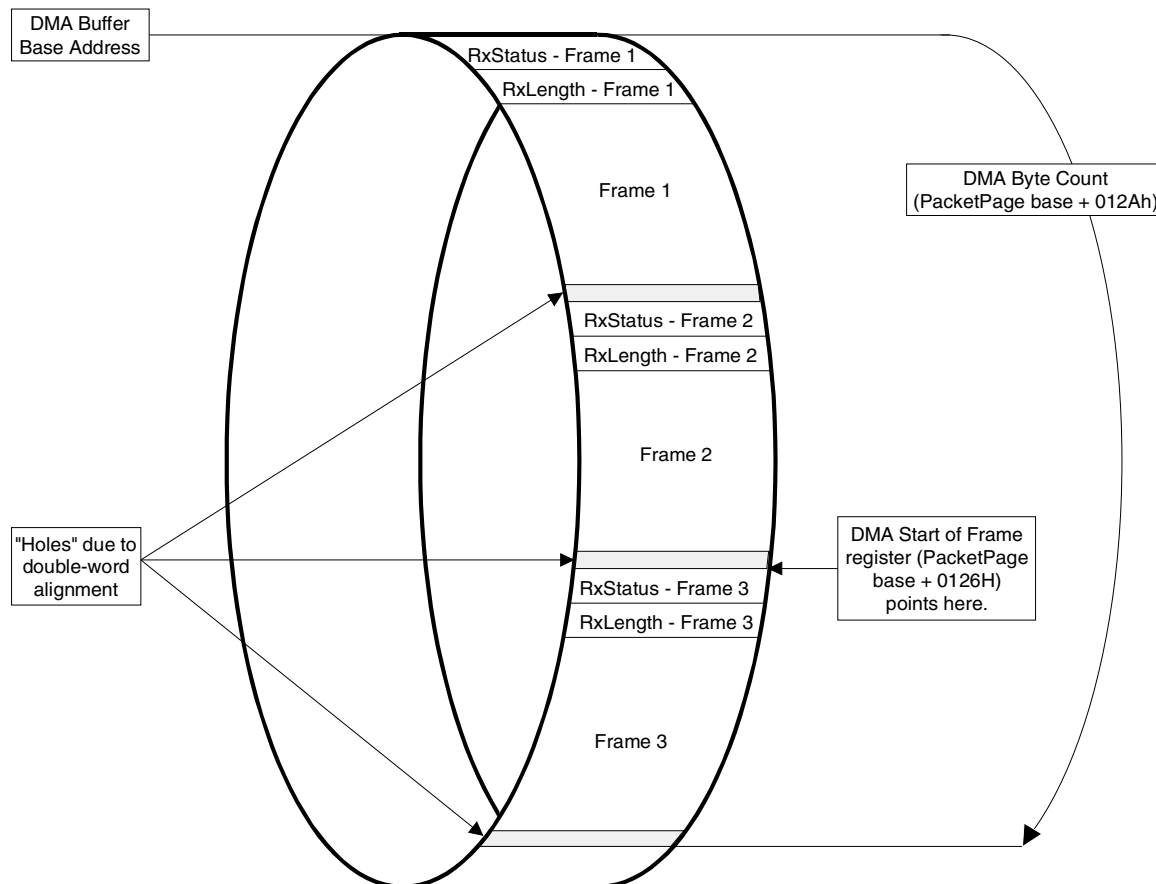 DMA Buffer
Base Address
RxStatus - Frame 1
RxLength - Frame 1
Frame 1
DMA Byte Count
(PacketPage base + 012Ah)
RxStatus - Frame 2
RxLength - Frame 2
Frame 2
"Holes" due to
double-word
alignment
DMA Start of Frame
register (PacketPage
base + 0126H)
points here.
RxStatus - Frame 3
RxLength - Frame 3
Frame 3